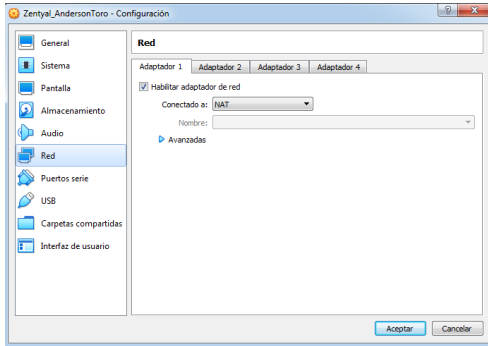 Zentyal_AndersonToro - Configuración
General
Sistema
Pantalla
Almacenamiento
Audio
Red
Puertos serie
USB
Carpetas compartidas
Interfaz de usuario
Red
Adaptador 1 Adaptador 2 Adaptador 3 Adaptador 4
Habilitar adaptador de red
Conectado a: NAT
Nombre:
Avanzadas
Aceptar Cancelar